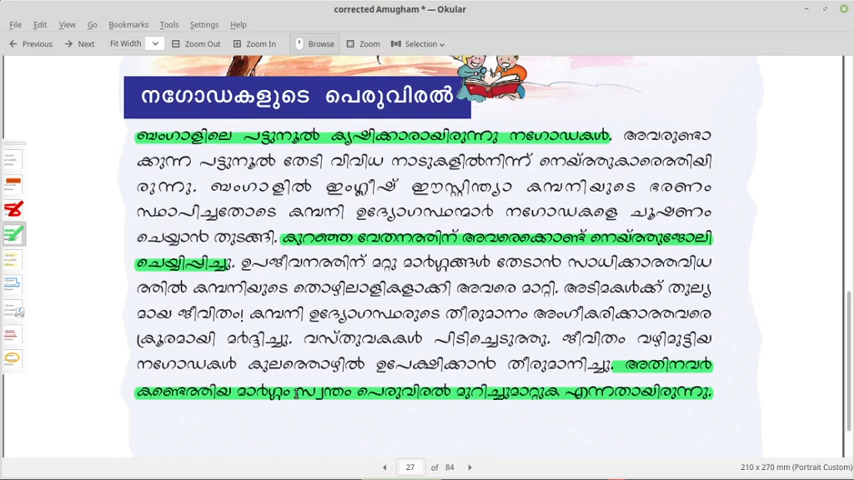 corrected Amugham * — Okular
File Edit View Go Bookmarks Tools Settings Help
Previous Next Fit Width Zoom Out Zoom In Browse Zoom Selection
നഗോഡകളുടെ പെരുവിരൽ
ബംഗാളിലെ പട്ടുനൂൽ കൃഷിക്കാരായിരുന്നു നഗോഡകൾ. അവരുണ്ടാ
ക്കുന്ന പട്ടുനൂൽ തേടി വിവിധ നാടുകളിൽനിന്ന് നെയ്ത്തുകാരെത്തിയി
രുന്നു. ബംഗാളിൽ ഇംഗ്ലീഷ് ഈസ്റ്റിന്ത്യാ കമ്പനിയുടെ ഭരണം
സ്ഥാപിച്ചതോടെ കമ്പനി ഉദ്യോഗസ്ഥന്മാർ നഗോഡകളെ ചൂഷണം
ചെയ്യാൻ തുടങ്ങി. കുറഞ്ഞ വേതനത്തിന് അവരെക്കൊണ്ട് നെയ്ത്തുജോലി
ചെയ്യിപ്പിച്ചു. ഉപജീവനത്തിന് മറ്റു മാർഗ്ഗങ്ങൾ തേടാൻ സാധിക്കാത്തവിധ
ത്തിൽ കമ്പനിയുടെ തൊഴിലാളികളാക്കി അവരെ മാറ്റി. അടിമകൾക്ക് തുല്യ
മായ ജീവിതം! കമ്പനി ഉദ്യോഗസ്ഥരുടെ തീരുമാനം അംഗീകരിക്കാത്തവരെ
ക്രൂരമായി മർദ്ദിച്ചു. വസ്തുവകകൾ പിടിച്ചെടുത്തു. ജീവിതം വഴിമുട്ടിയ
നഗോഡകൾ കുലത്തൊഴിൽ ഉപേക്ഷിക്കാൻ തീരുമാനിച്ചു. അതിനവർ
കണ്ടെത്തിയ മാർഗ്ഗം സ്വന്തം പെരുവിരൽ മുറിച്ചുമാറ്റുക എന്നതായിരുന്നു.
27 of 84 210 x 270 mm (Portrait Custom)